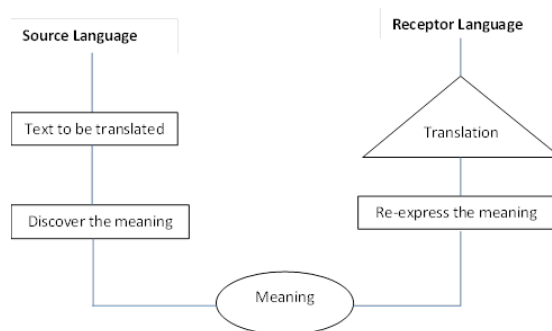 Source Language
Text to be translated
Discover the meaning
Meaning
Receptor Language
Translation
Re-express the meaning